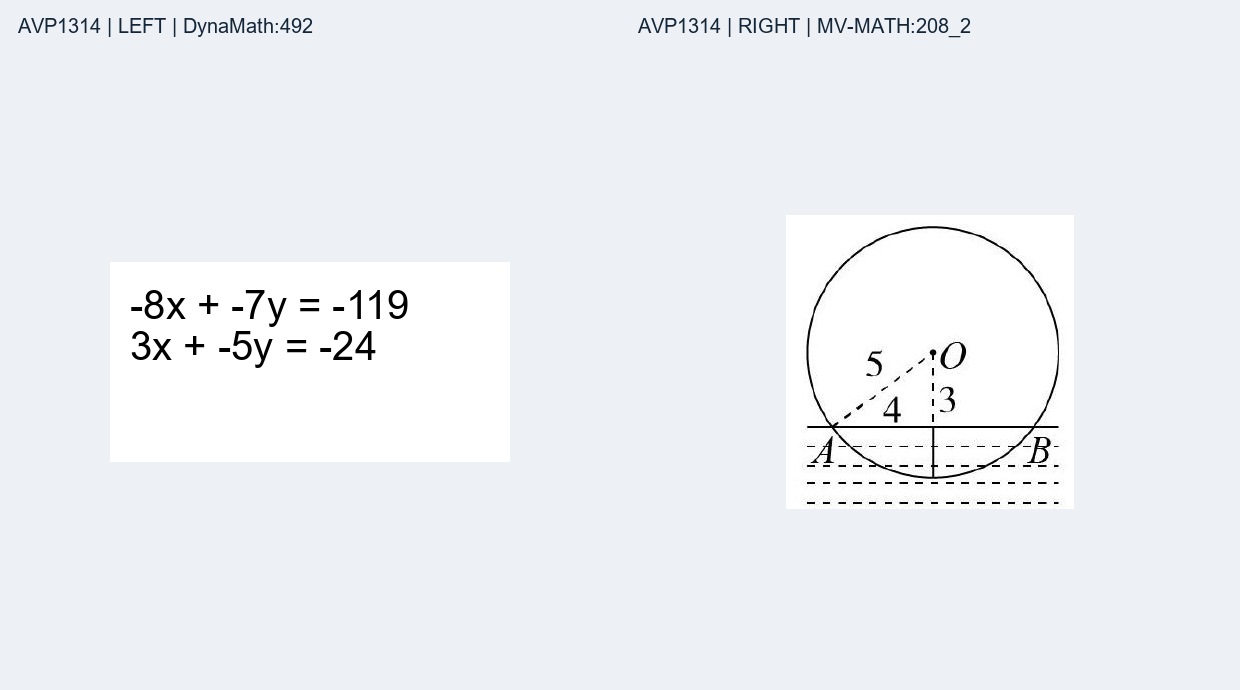 AVP1314 | LEFT | DynaMath:492
AVP1314 | RIGHT | MV-MATH:208_2
-8x + -7y = -119
3x + -5y = -24
5
O
4
3
A
B